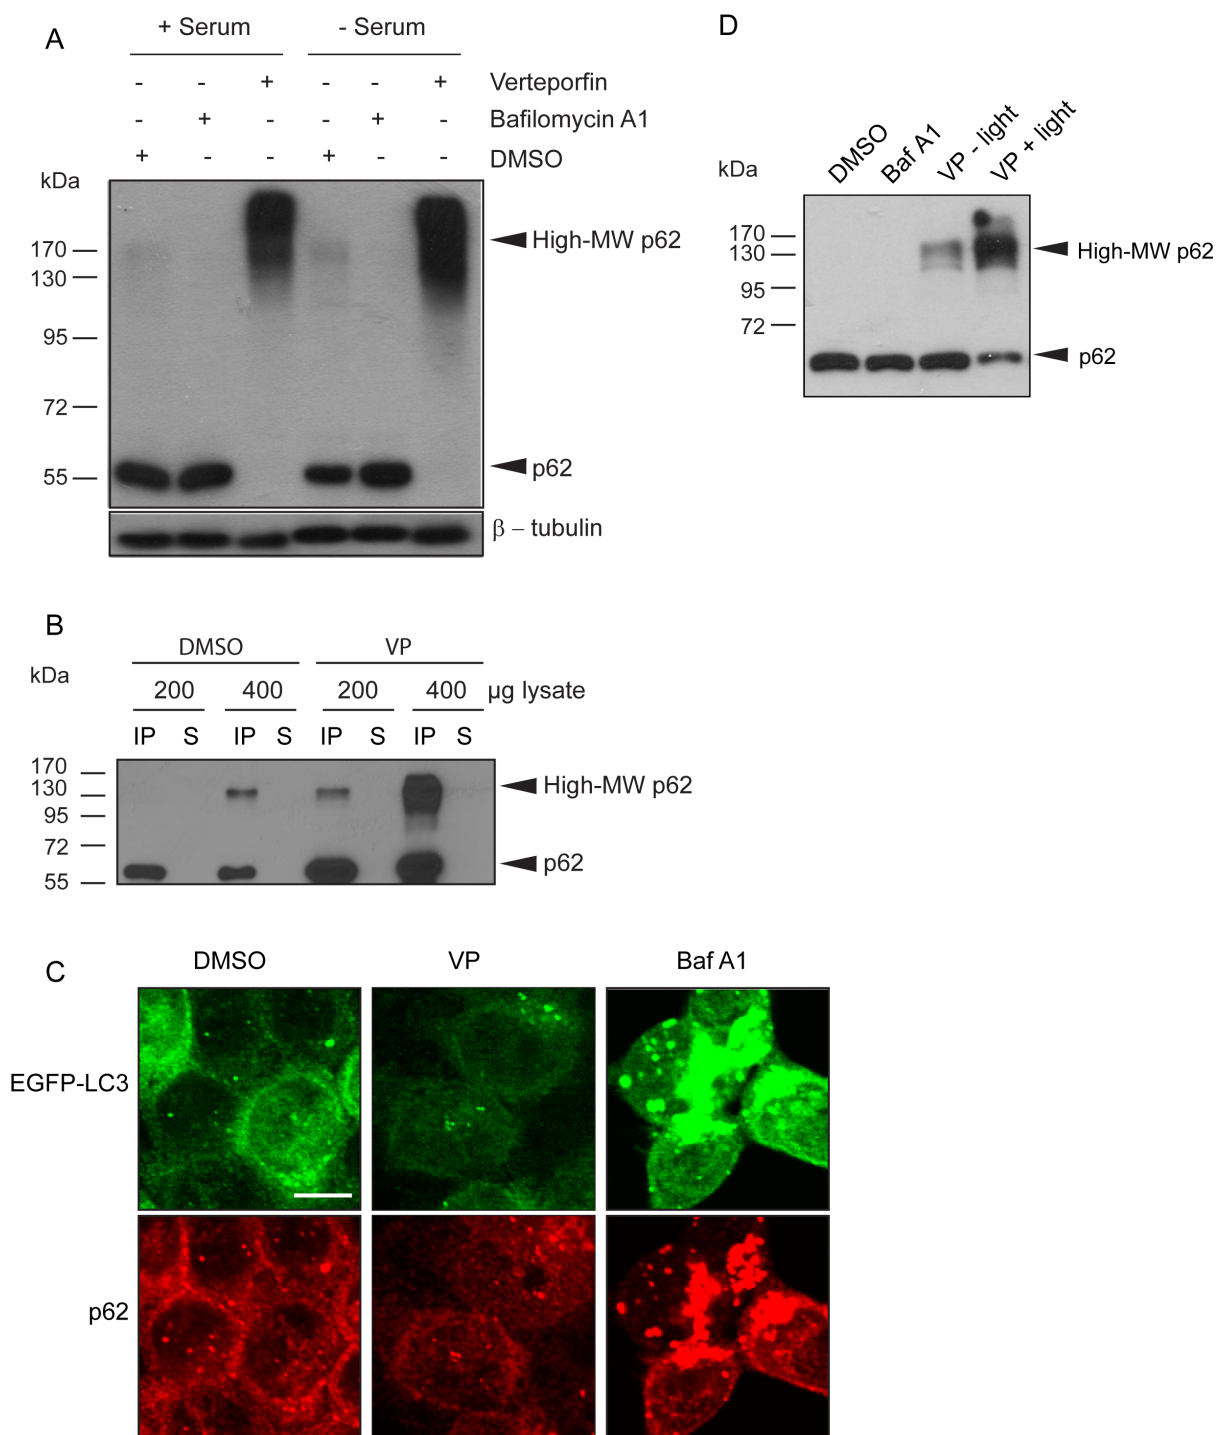 A
+ Serum - Serum
- - + - - + Verteporfin
- + - - + - Bafilomycin A1
+ - - + - - DMSO
kDa
170
130
95
72
55
High-MW p62
p62
β – tubulin
D
DMSO
Baf A1
VP - light
VP + light
kDa
170
130
95
72
High-MW p62
p62
B
DMSO VP
kDa
200 400 200 400 µg lysate
IP S IP S IP S IP S
170
130
95
72
55
High-MW p62
p62
C
DMSO VP Baf A1
EGFP-LC3
p62